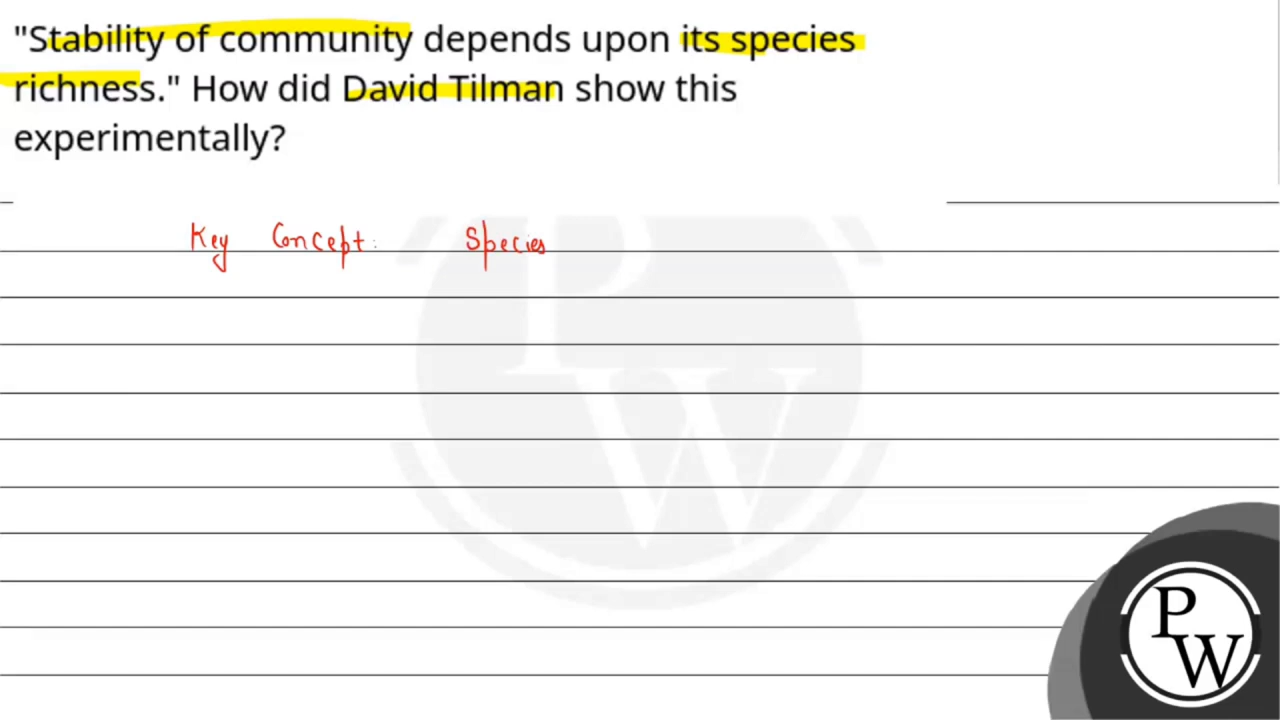 "Stability of community depends upon its species
richness." How did David Tilman show this
experimentally?
Key Concept: Species
PW
PW